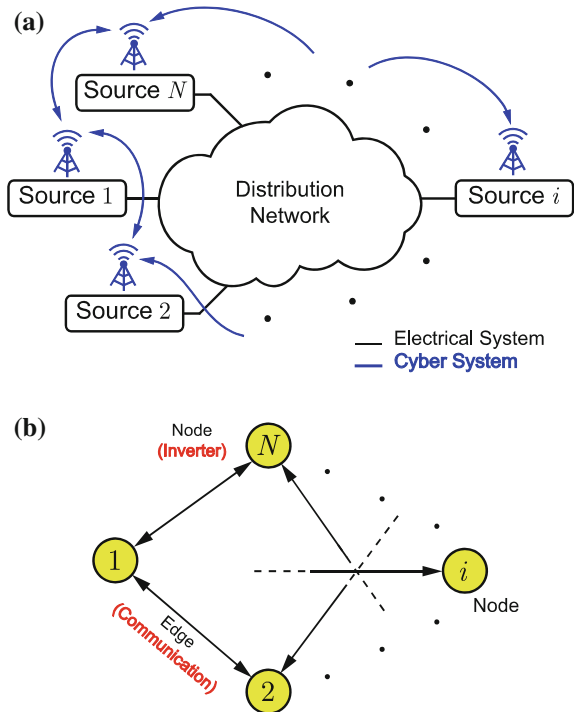 (a)
Source N
Source 1
Distribution
Network
Source i
Source 2
Electrical System
Cyber System
(b)
Node
(Inverter)
N
1
i
Node
Edge
(Communication)
2